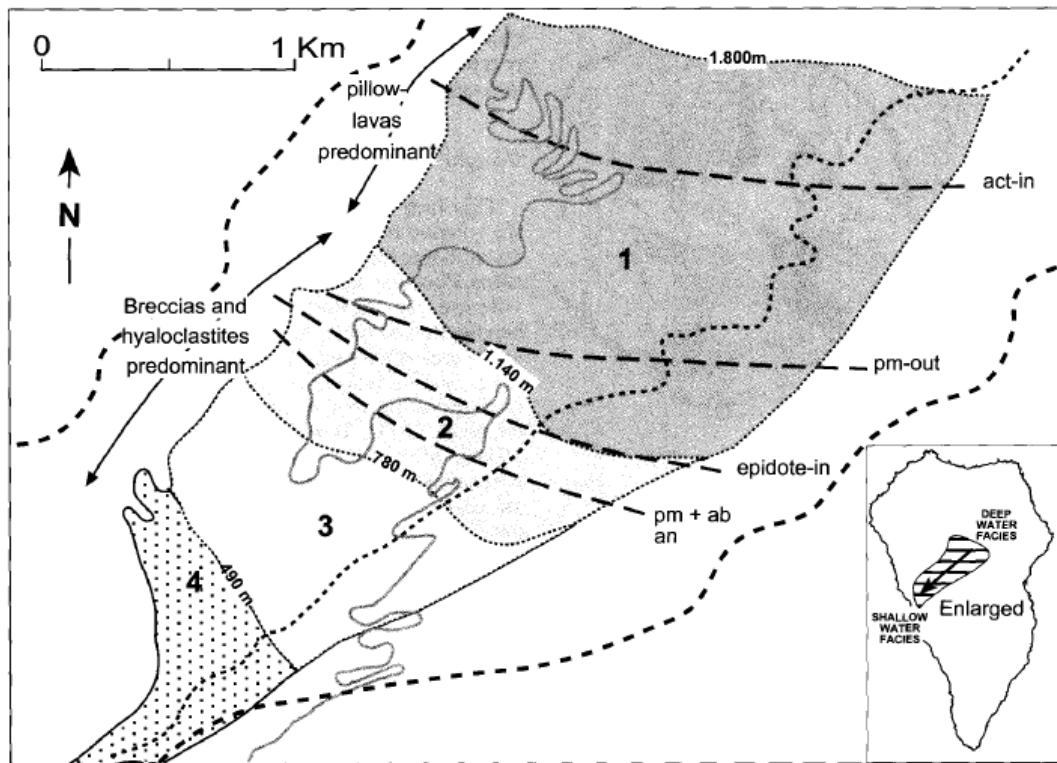 0
1 Km
1.800m
pillow-
lavas
predominant
act-in
N
1
Breccias and
hyaloclastites
predominant
1.140 m
pm-out
2
780 m
epidote-in
3
pm + ab
an
DEEP
WATER
FACIES
4
490 m
Enlarged
SHALLOW
WATER
FACIES